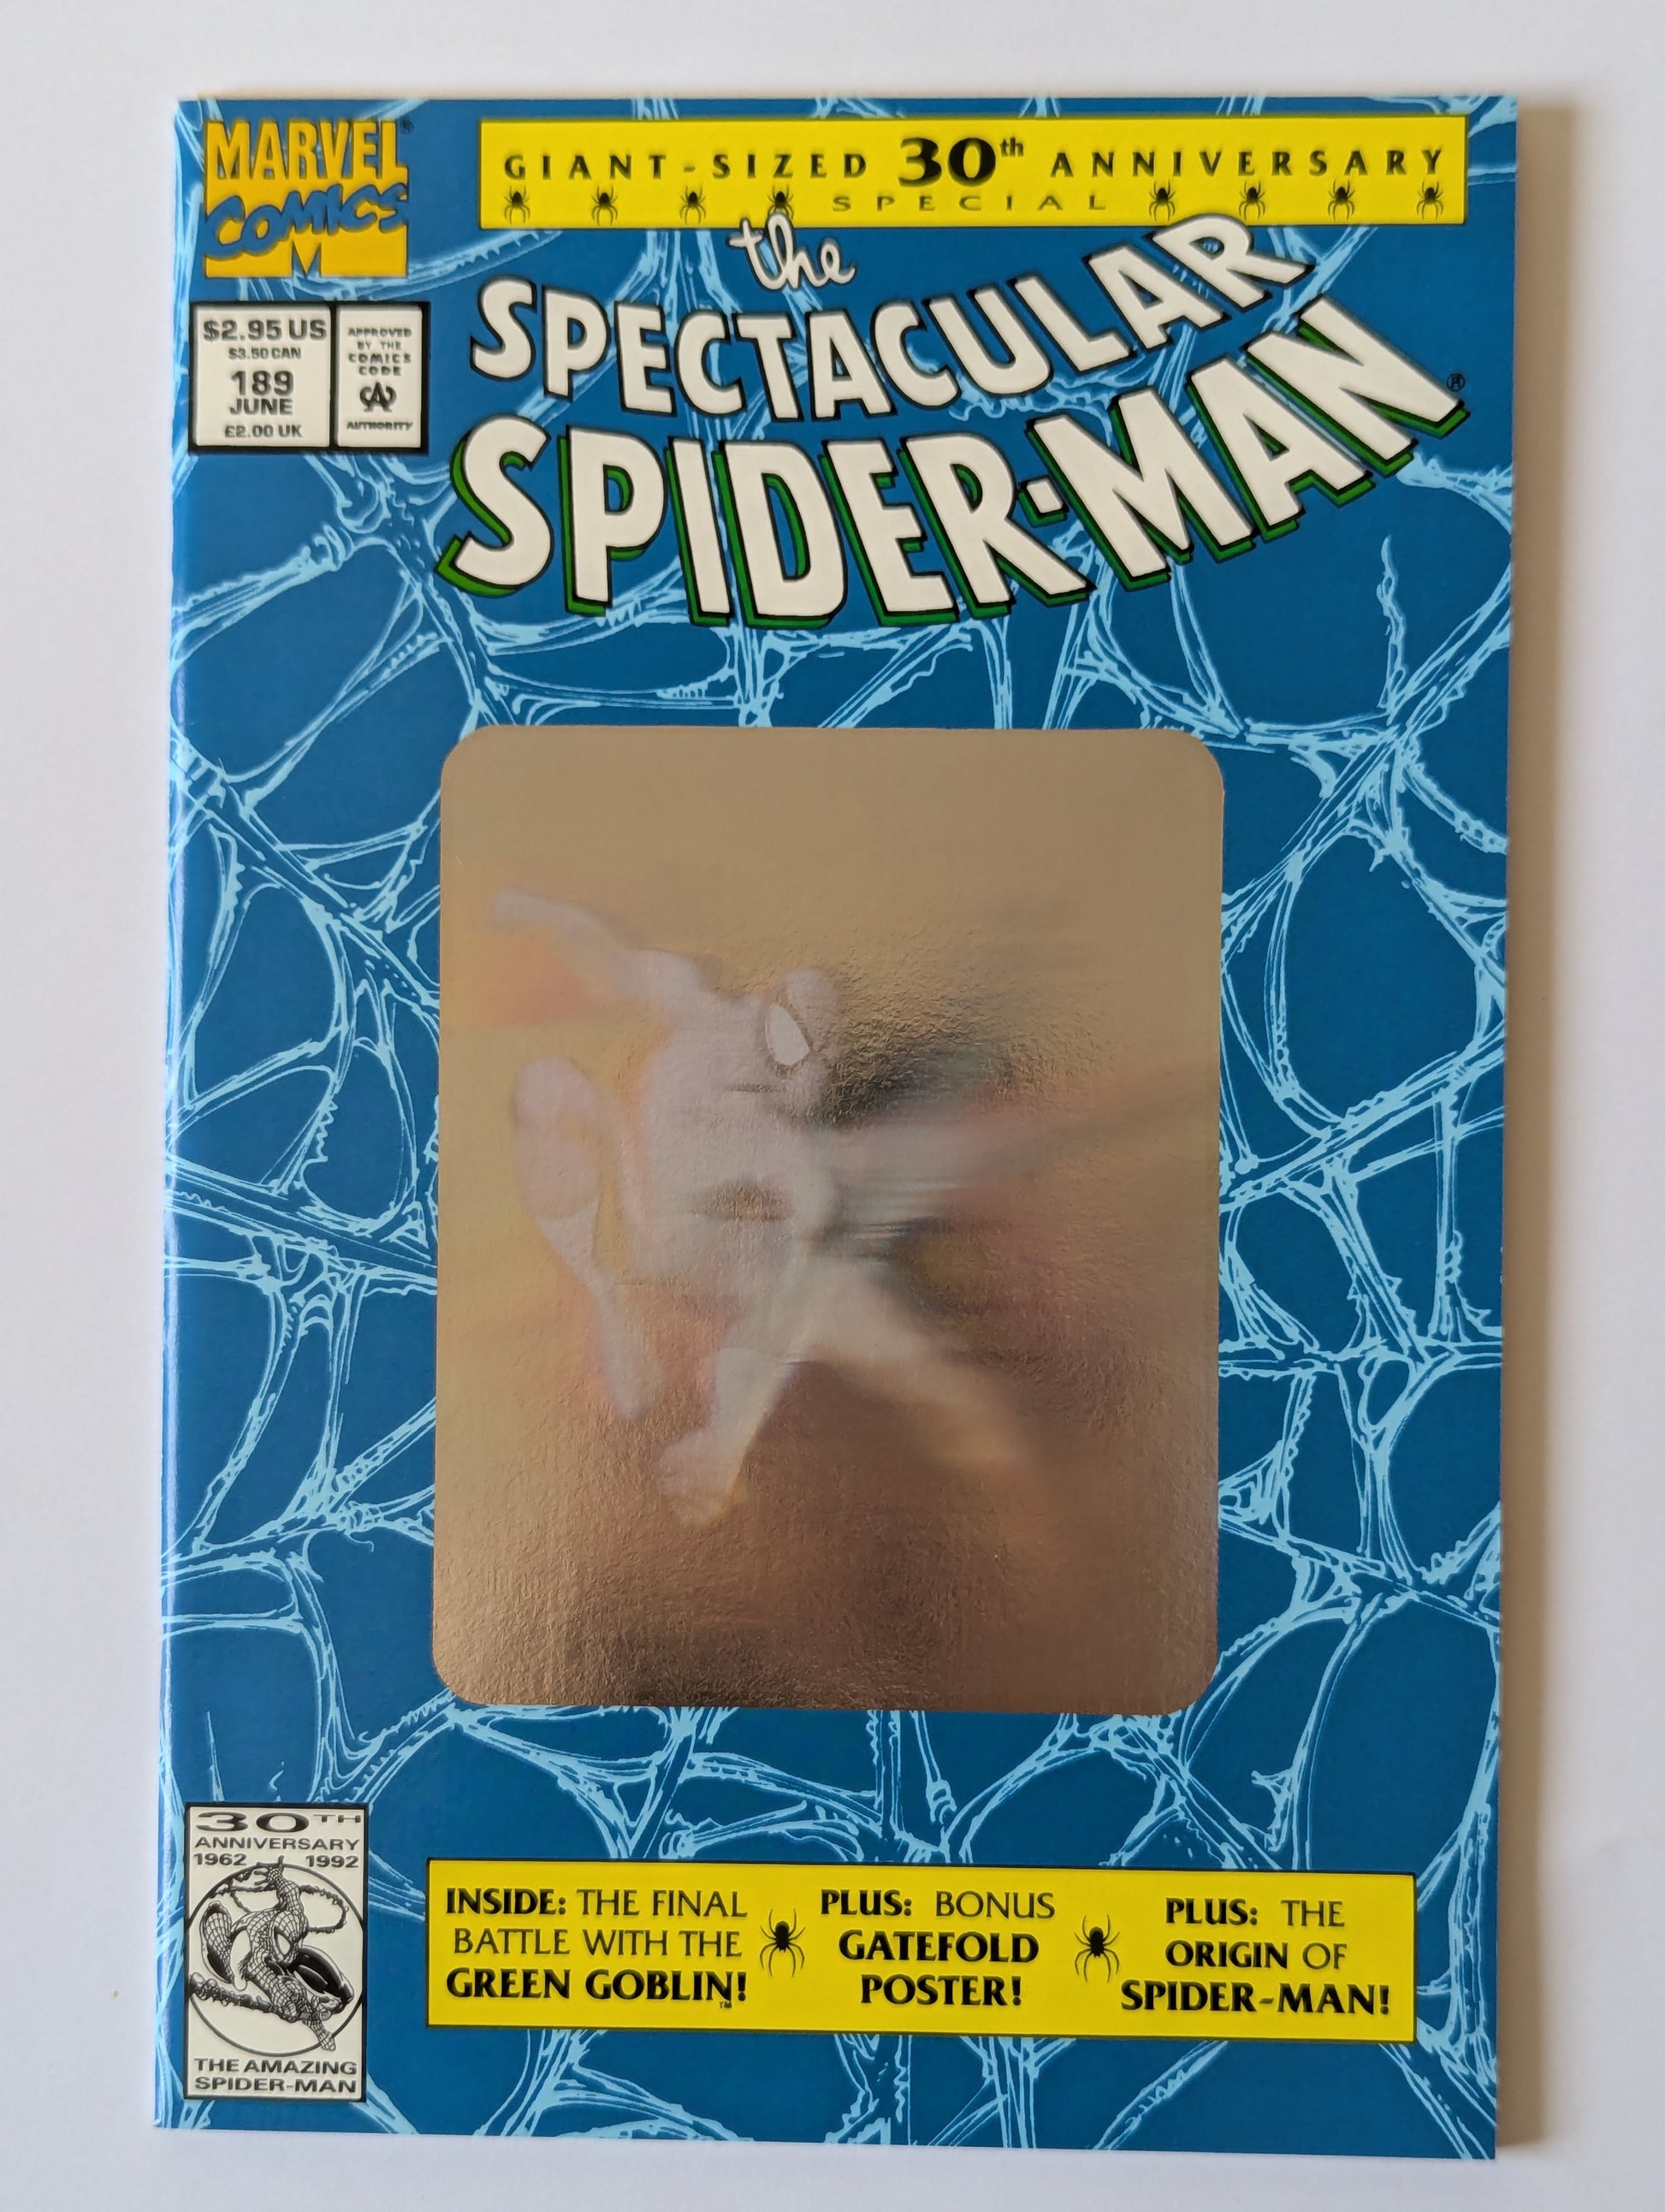 MARVEL®
COMICS
GIANT-SIZED 30th ANNIVERSARY
SPECIAL
the
SPECTACULAR
SPIDER-MAN®
$2.95 US
$3.50 CAN
189
JUNE
£2.00 UK
APPROVED
BY THE
COMICS
CODE
CA
AUTHORITY
30TH
ANNIVERSARY
1962 1992
THE AMAZING
SPIDER-MAN
INSIDE: THE FINAL
BATTLE WITH THE
GREEN GOBLIN!
TM
PLUS: BONUS
GATEFOLD
POSTER!
PLUS: THE
ORIGIN OF
SPIDER-MAN!